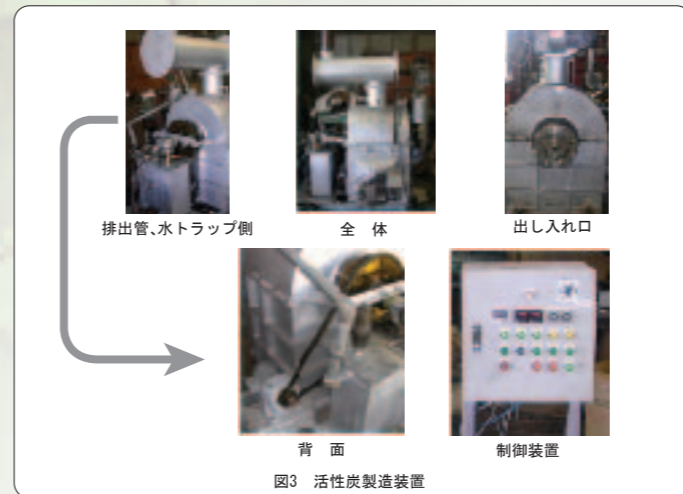 排出管、水トラップ側
全　体
出し入れ口
背　面
制御装置
図3　活性炭製造装置